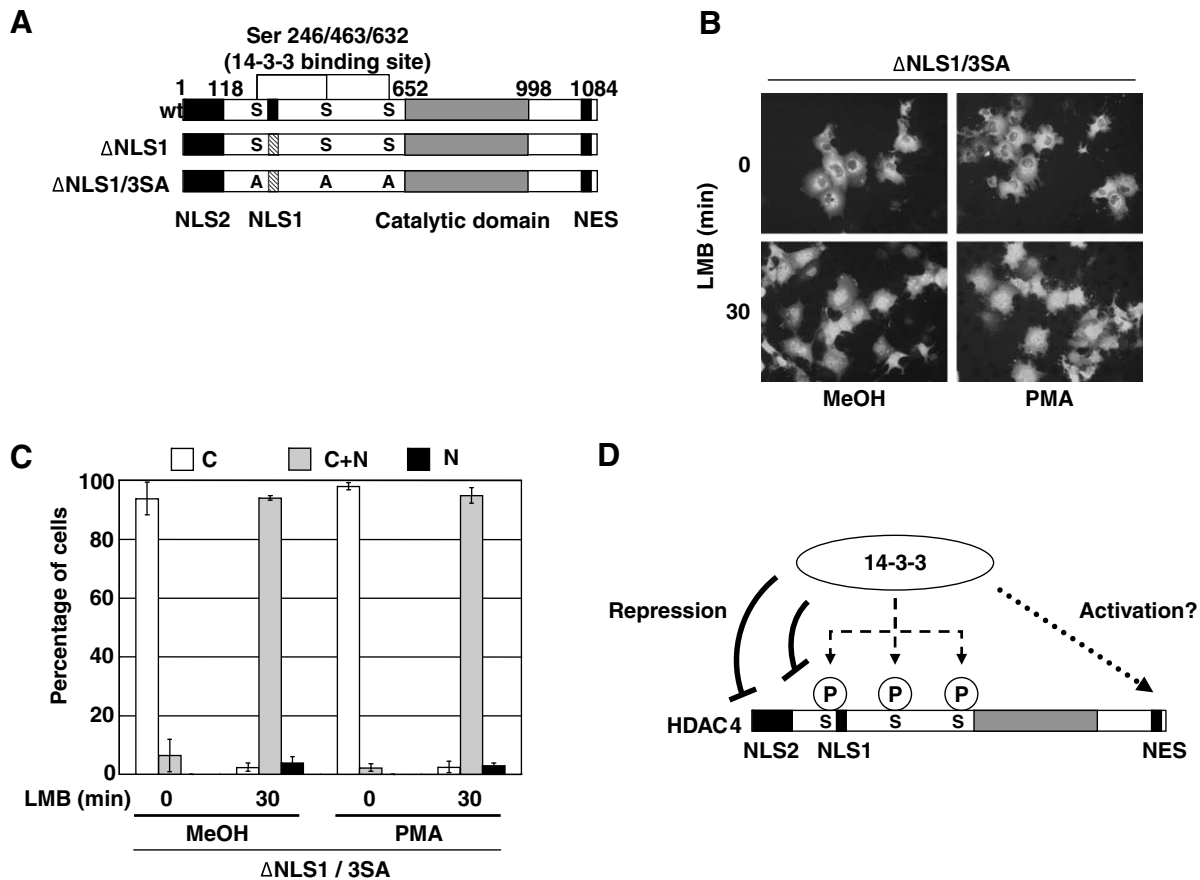 A
Ser 246/463/632
(14-3-3 binding site)
1 118 652 998 1084
wt S S S
ΔNLS1 S S S
ΔNLS1/3SA A A A
NLS2 NLS1 Catalytic domain NES
B
ΔNLS1/3SA
LMB (min)
0
30
MeOH PMA
C
C C+N N
Percentage of cells
100
80
60
40
20
0
LMB (min) 0 30 0 30
MeOH PMA
ΔNLS1 / 3SA
D
14-3-3
Repression Activation?
P P P
HDAC4 S S S
NLS2 NLS1 NES